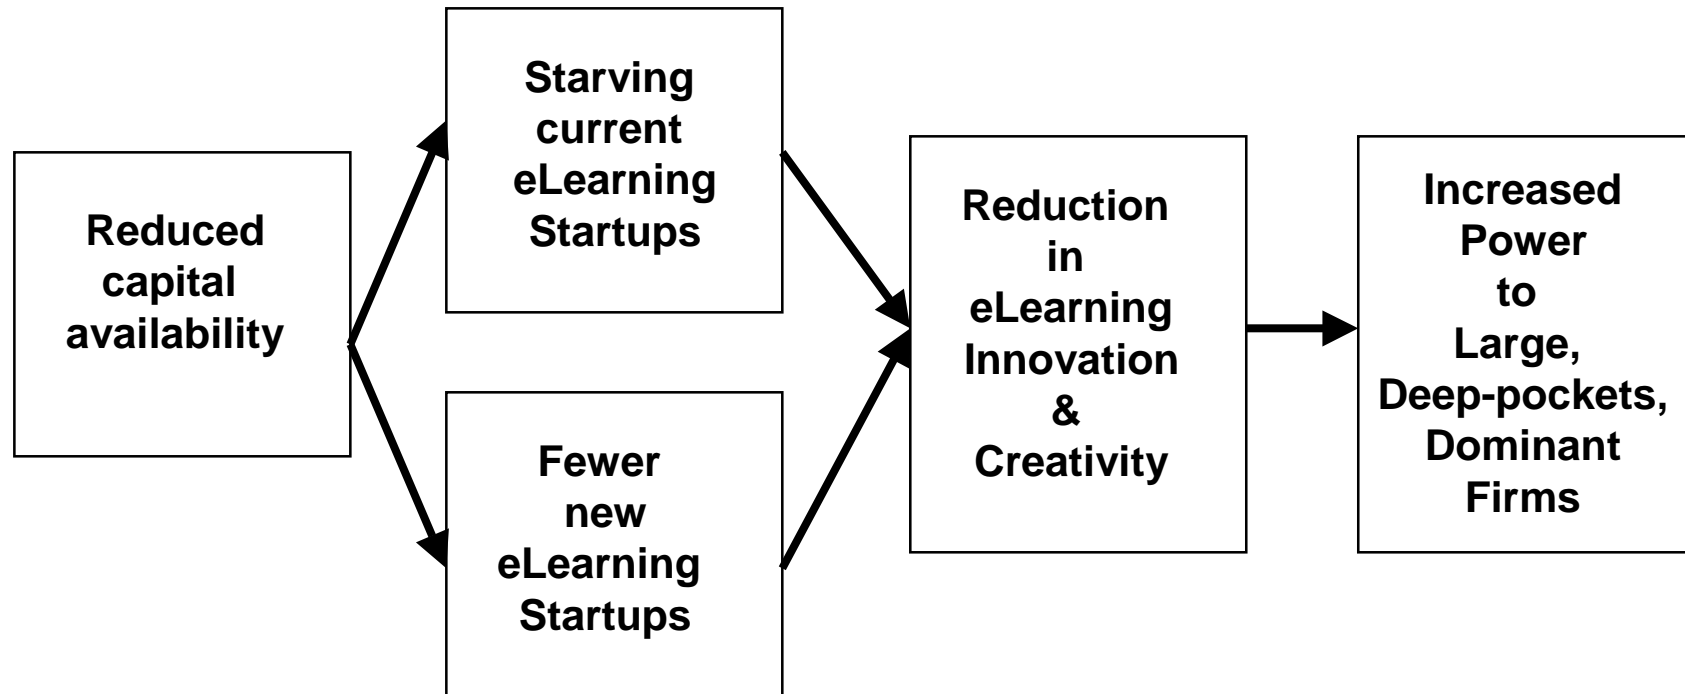 Reduced
capital
availability
Starving
current
eLearning
Startups
Fewer
new
eLearning
Startups
Reduction
in
eLearning
Innovation
&
Creativity
Increased
Power
to
Large,
Deep-pockets,
Dominant
Firms